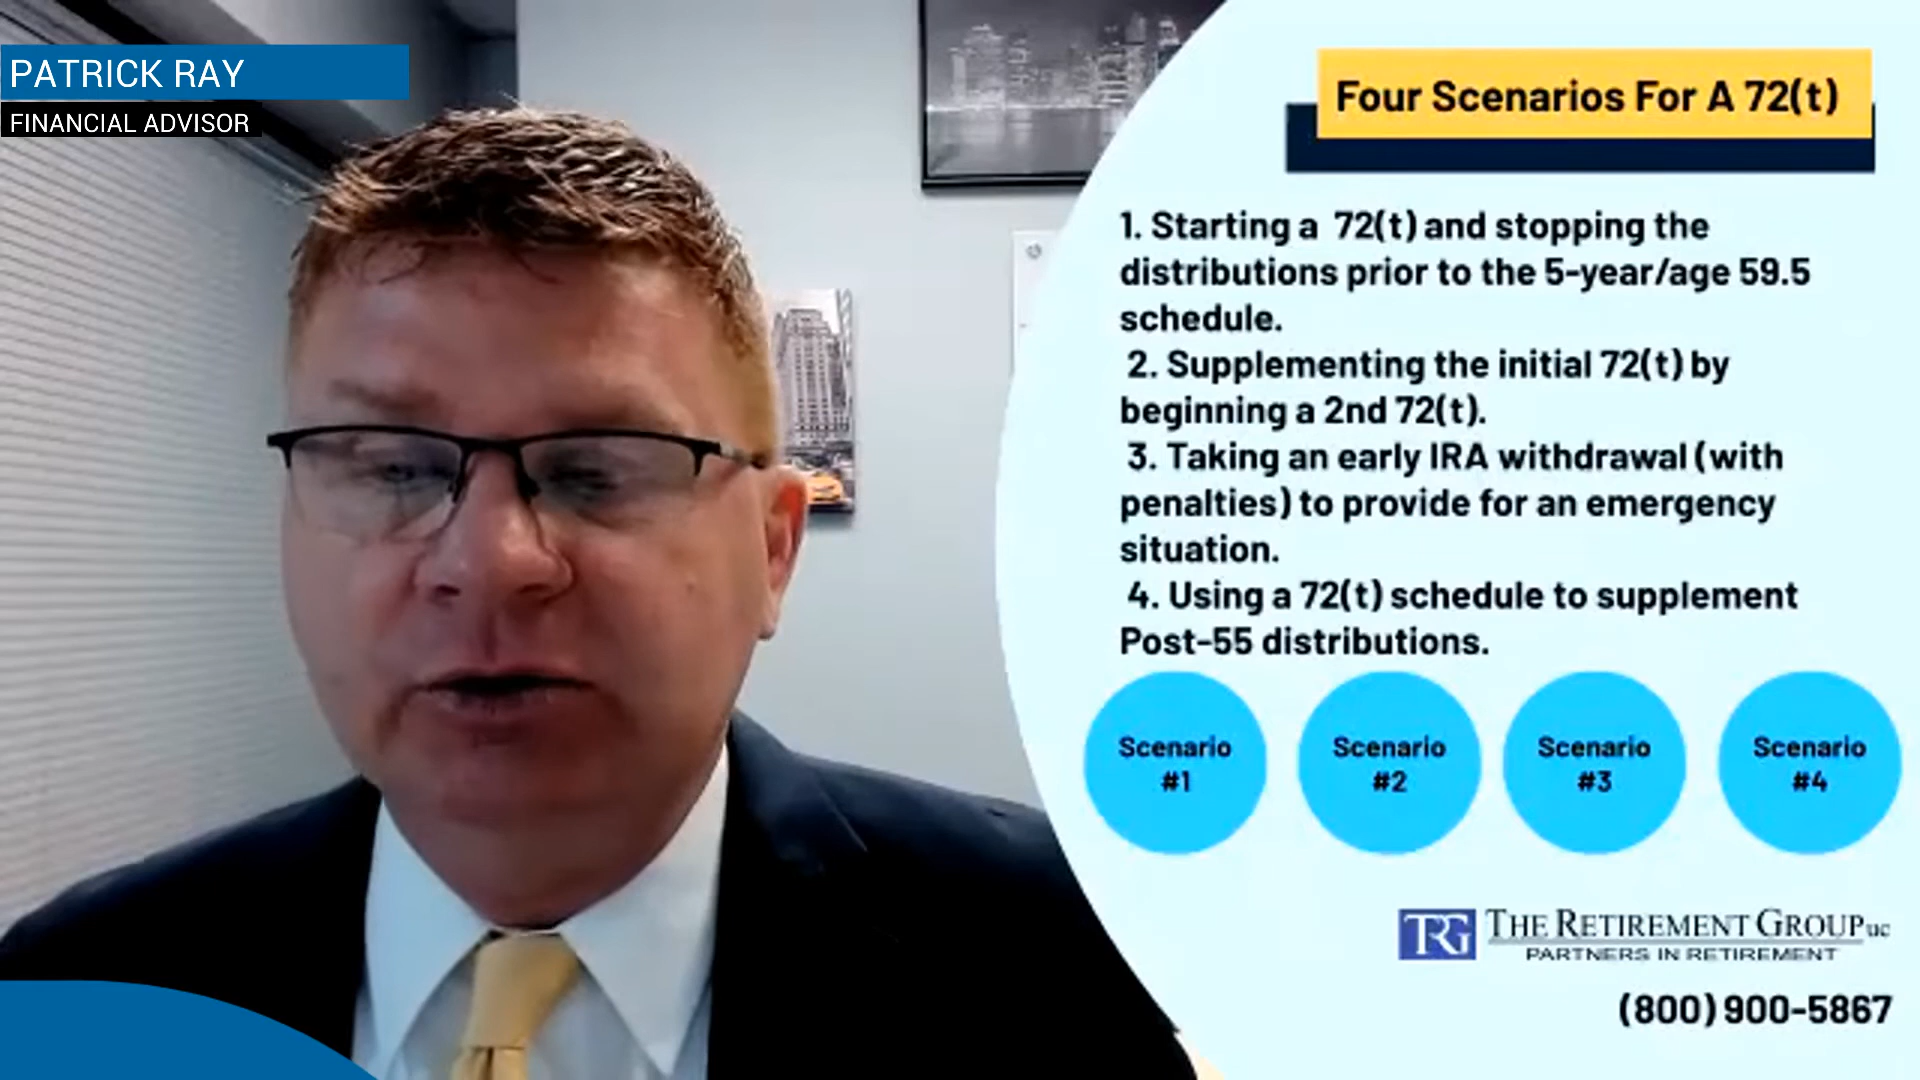 PATRICK RAY
FINANCIAL ADVISOR
Four Scenarios For A 72(t)
1. Starting a 72(t) and stopping the
distributions prior to the 5-year/age 59.5
schedule.
2. Supplementing the initial 72(t) by
beginning a 2nd 72(t).
3. Taking an early IRA withdrawal (with
penalties) to provide for an emergency
situation.
4. Using a 72(t) schedule to supplement
Post-55 distributions.
Scenario
#1
Scenario
#2
Scenario
#3
Scenario
#4
TRG THE RETIREMENT GROUP LLC
PARTNERS IN RETIREMENT
(800) 900-5867